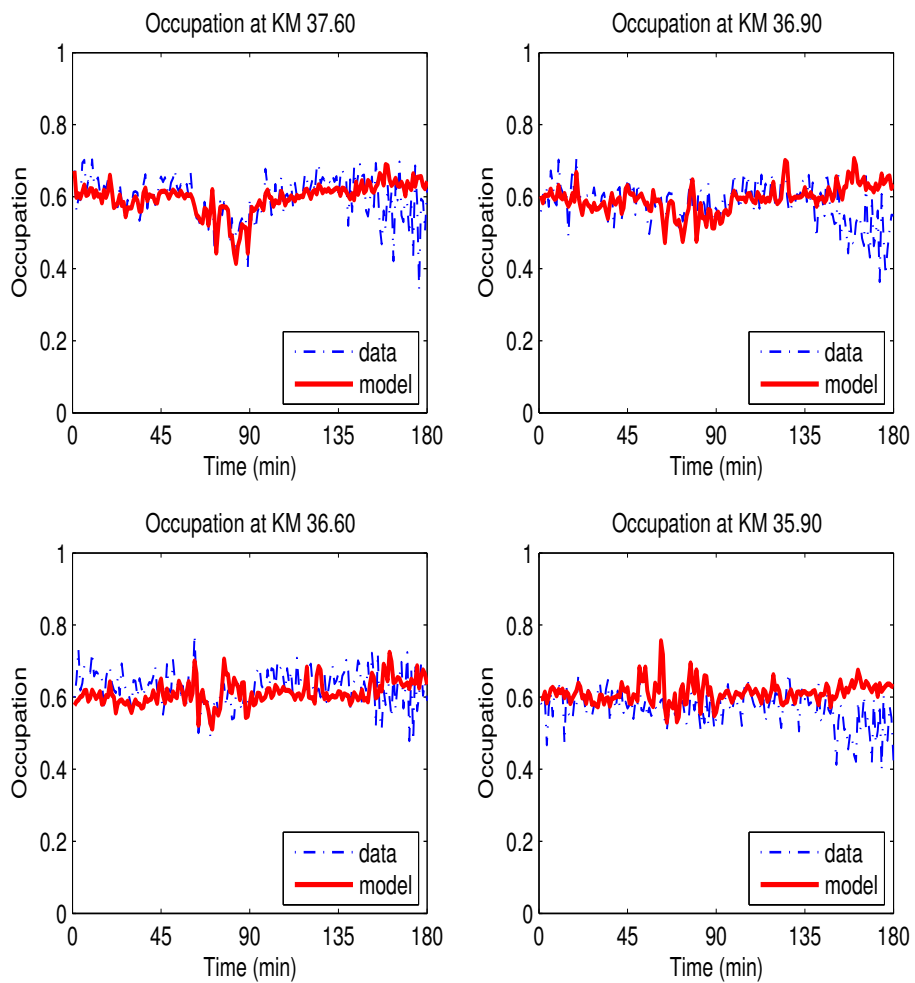 Occupation at KM 37.60
1
0.8
0.6
0.4
0.2
0
Occupation
data
model
0 45 90 135 180
Time (min)
Occupation at KM 36.90
1
0.8
0.6
0.4
0.2
0
Occupation
data
model
0 45 90 135 180
Time (min)
Occupation at KM 36.60
1
0.8
0.6
0.4
0.2
0
Occupation
data
model
0 45 90 135 180
Time (min)
Occupation at KM 35.90
1
0.8
0.6
0.4
0.2
0
Occupation
data
model
0 45 90 135 180
Time (min)